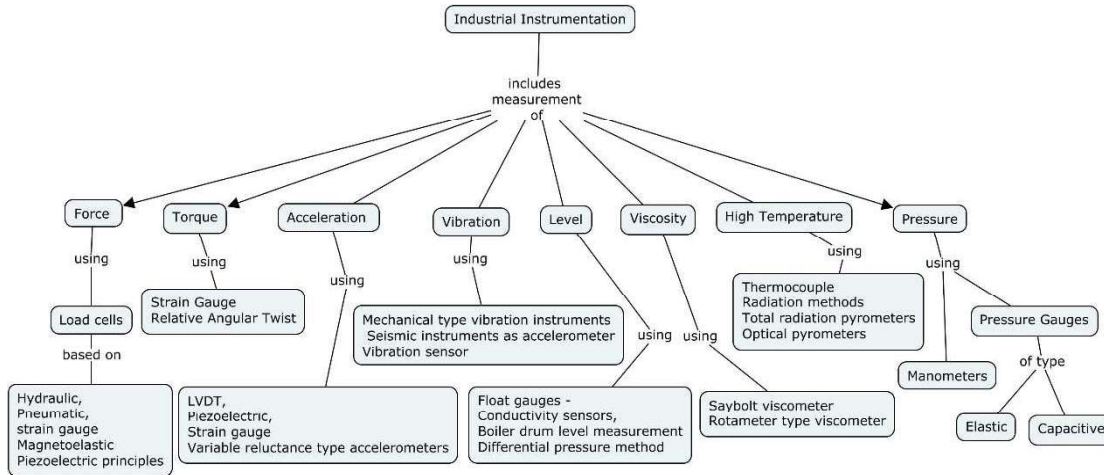 Industrial Instrumentation
includes
measurement
of
Force
Torque
Acceleration
Vibration
Level
Viscosity
High Temperature
Pressure
using
using
using
using
using
using
using
using
Load cells
based on
Hydraulic,
Pneumatic,
strain gauge
Magnetoelastic
Piezoelectric principles
Strain Gauge
Relative Angular Twist
LVDT,
Piezoelectric,
Strain gauge
Variable reluctance type accelerometers
Mechanical type vibration instruments
Seismic instruments as accelerometer
Vibration sensor
Float gauges -
Conductivity sensors,
Boiler drum level measurement
Differential pressure method
Saybolt viscometer
Rotameter type viscometer
Thermocouple
Radiation methods
Total radiation pyrometers
Optical pyrometers
Manometers
Pressure Gauges
of type
Elastic
Capacitive